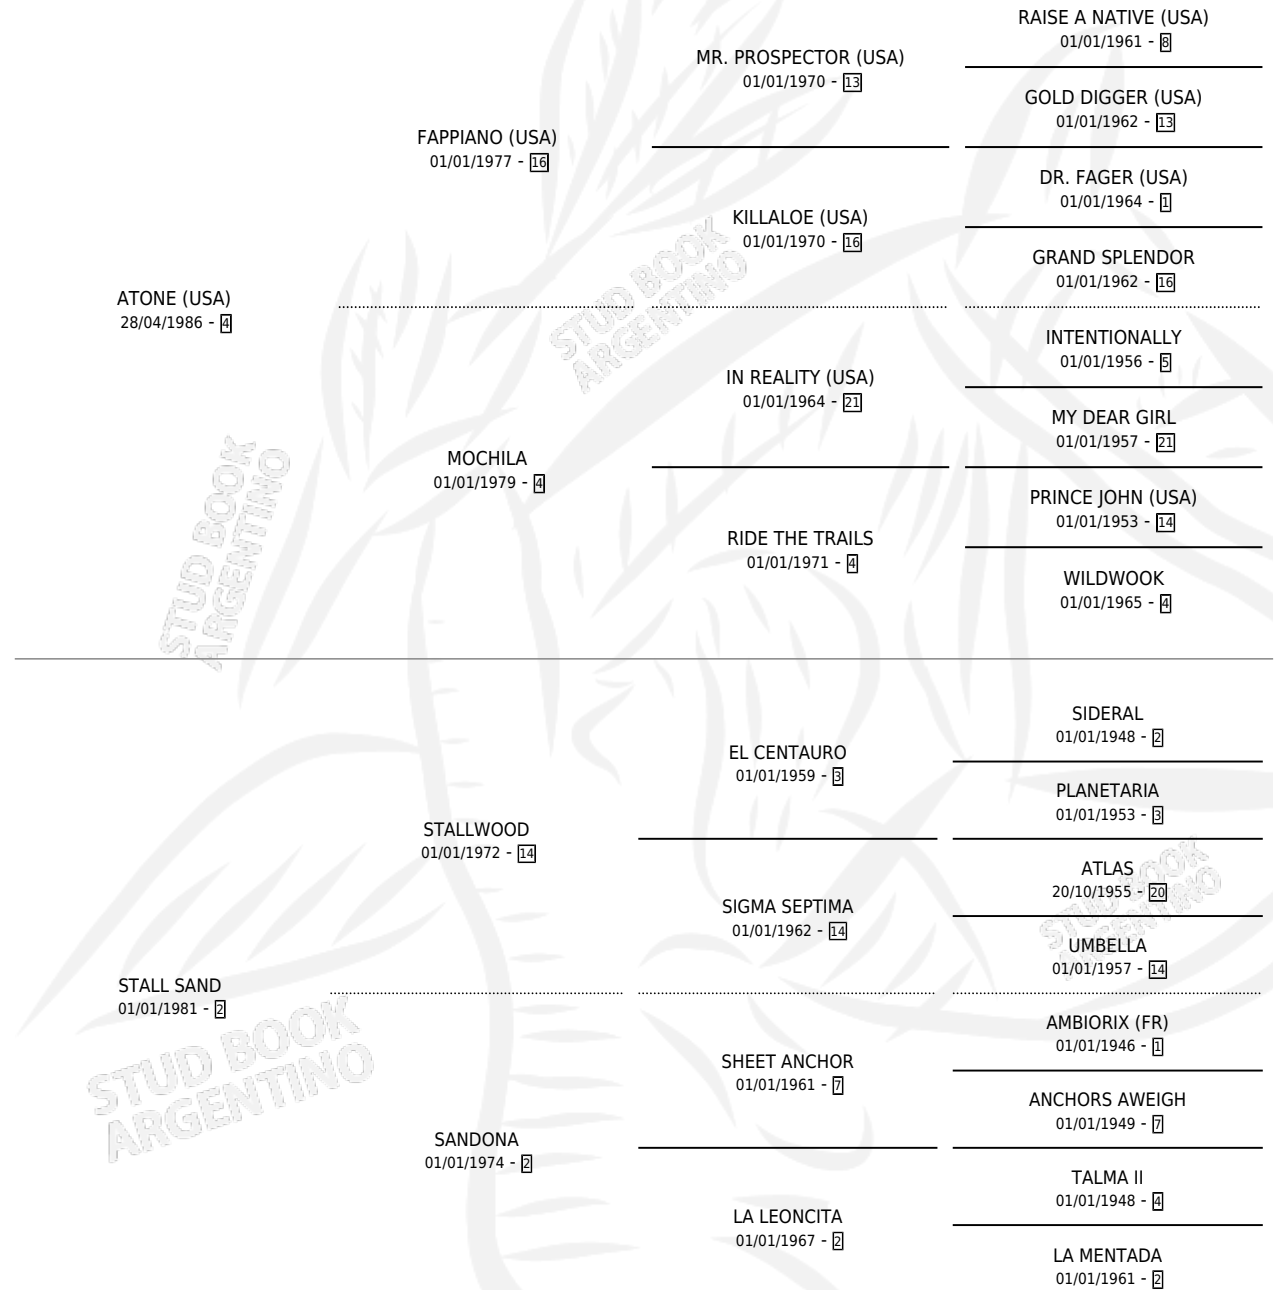 RAISE A NATIVE (USA)
01/01/1961 - 8
MR. PROSPECTOR (USA)
01/01/1970 - 13
GOLD DIGGER (USA)
01/01/1962 - 13
FAPPIANO (USA)
01/01/1977 - 16
DR. FAGER (USA)
01/01/1964 - 1
KILLALOE (USA)
01/01/1970 - 16
GRAND SPLENDOR
01/01/1962 - 16
ATONE (USA)
28/04/1986 - 4
STUD BOOK
ARGENTINO
INTENTIONALLY
01/01/1956 - 5
IN REALITY (USA)
01/01/1964 - 21
MY DEAR GIRL
01/01/1957 - 21
MOCHILA
01/01/1979 - 4
PRINCE JOHN (USA)
01/01/1953 - 14
RIDE THE TRAILS
01/01/1971 - 4
WILDWOOK
01/01/1965 - 4
STUD BOOK
ARGENTINO
SIDERAL
01/01/1948 - 2
EL CENTAURO
01/01/1959 - 3
PLANETARIA
01/01/1953 - 3
STALLWOOD
01/01/1972 - 14
ATLAS
20/10/1955 - 20
SIGMA SEPTIMA
01/01/1962 - 14
STUD BOOK
ARGENTINO
UMBELLA
01/01/1957 - 14
STALL SAND
01/01/1981 - 2
AMBIORIX (FR)
01/01/1946 - 1
SHEET ANCHOR
01/01/1961 - 7
STUD BOOK
ARGENTINO
ANCHORS AWEIGH
01/01/1949 - 7
SANDONA
01/01/1974 - 2
TALMA II
01/01/1948 - 4
LA LEONCITA
01/01/1967 - 2
LA MENTADA
01/01/1961 - 2